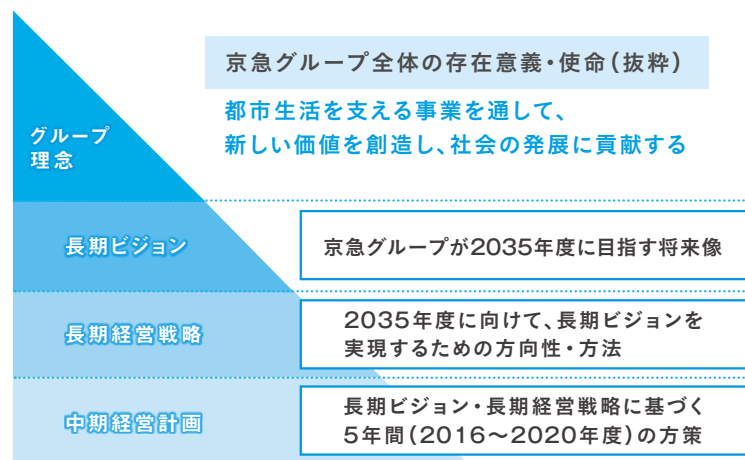 京急グループ全体の存在意義・使命（抜粋）
都市生活を支える事業を通して、
新しい価値を創造し、社会の発展に貢献する
グループ
理念
長期ビジョン
京急グループが2035年度に目指す将来像
長期経営戦略
2035年度に向けて、長期ビジョンを
実現するための方向性・方法
中期経営計画
長期ビジョン・長期経営戦略に基づく
5年間（2016〜2020年度）の方策